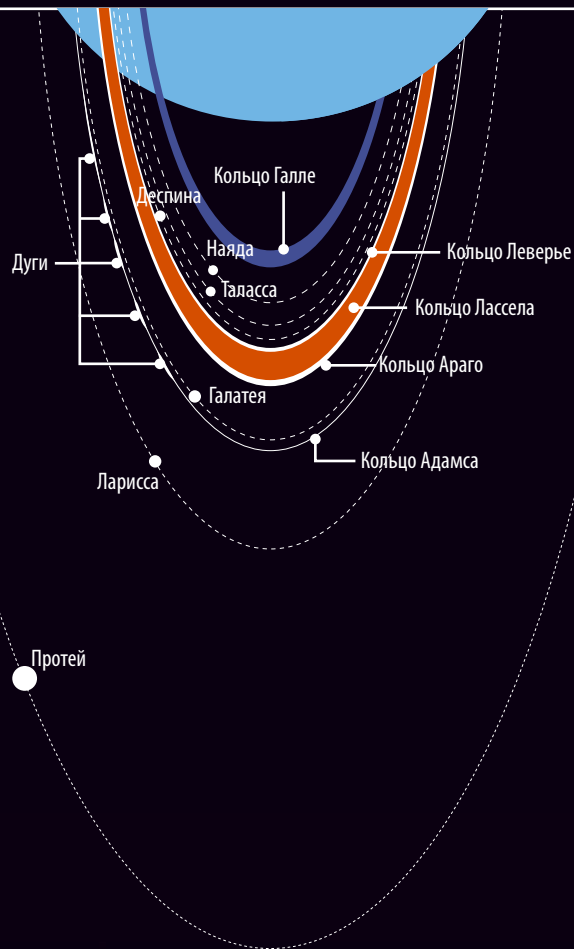 Кольцо Галле
Деспина
Наяда
Кольцо Леверье
Дуги
Таласса
Кольцо Лассела
Кольцо Араго
Галатея
Кольцо Адамса
Ларисса
Протей